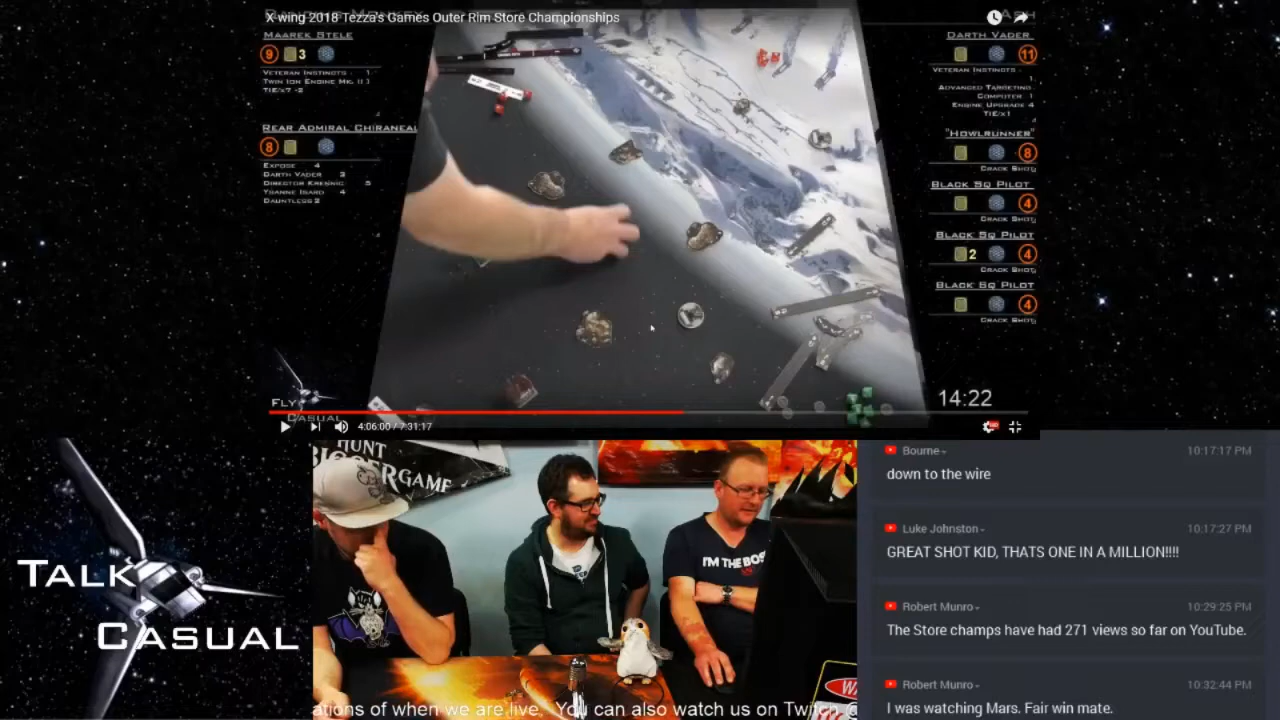 X-wing 2018 Tezza's Games Outer Rim Store Championships
Maarek Stele
9 3
Veteran Instincts 1
Twin Ion Engine Mk. II 1
TIE/x7 -2
Rear Admiral Chiraneau
8
Expose 4
Darth Vader 3
Director Krennic 5
Ysanne Isard 4
Dauntless 2
Darth Vader
11
Veteran Instincts
1
Advanced Targeting
Computer 1
Engine Upgrade 4
TIE/x1
"Howlrunner"
8
Crack Shot
Black Sq Pilot
4
Crack Shot
Black Sq Pilot
2 4
Crack Shot
Black Sq Pilot
4
Crack Shot
14:22
Fly
Casual
4:06:00 / 7:31:17
Talk
Casual
HUNT
BIGGER GAME
I'M THE BOSS
ations of when we are live. You can also watch us on Twitch @
Bourne
10:17:17 PM
down to the wire
Luke Johnston
10:17:27 PM
GREAT SHOT KID, THATS ONE IN A MILLION!!!!
Robert Munro
10:29:25 PM
The Store champs have had 271 views so far on YouTube.
Robert Munro
10:32:44 PM
I was watching Mars. Fair win mate.